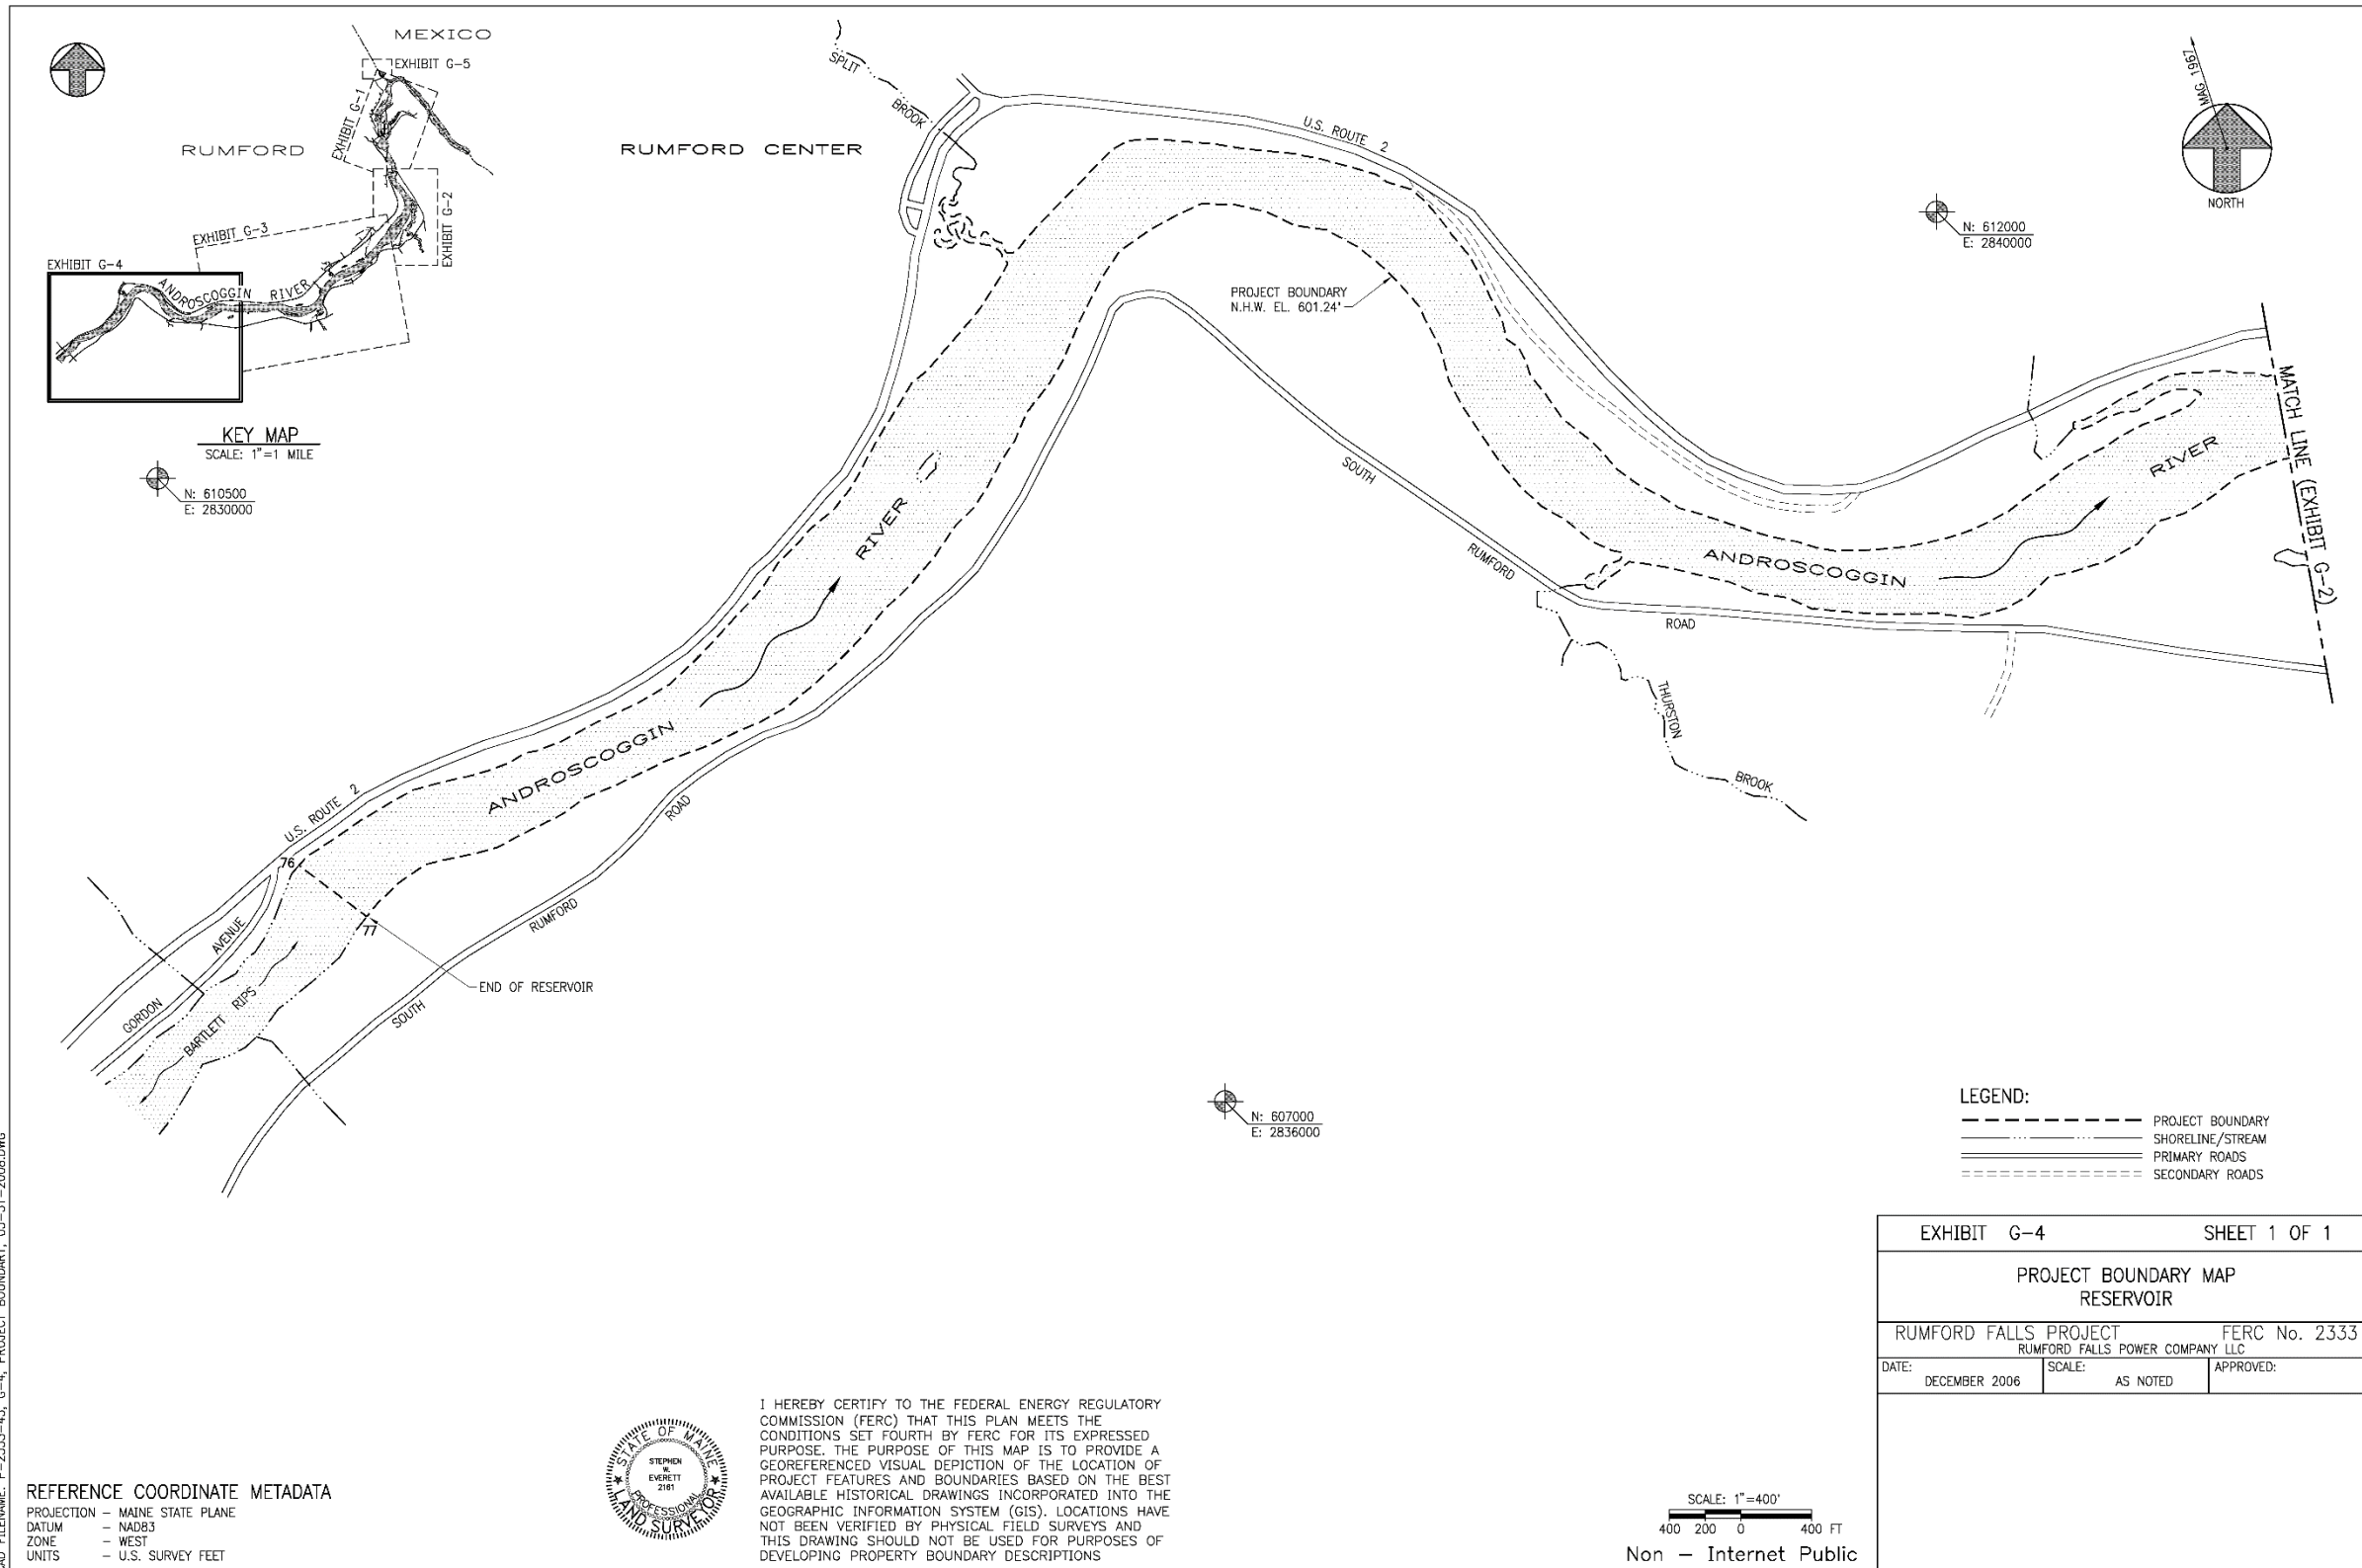 MEXICO
EXHIBIT G-5
EXHIBIT G-1
RUMFORD
EXHIBIT G-2
EXHIBIT G-3
EXHIBIT G-4
ANDROSCOGGIN RIVER
KEY MAP
SCALE: 1"=1 MILE
N: 610500
E: 2830000
RUMFORD CENTER
SPLIT
BROOK
U.S. ROUTE 2
MAG 1967
NORTH
N: 612000
E: 2840000
PROJECT BOUNDARY
N.H.W. EL. 601.24'
MATCH LINE (EXHIBIT G-2)
RIVER
ANDROSCOGGIN
SOUTH
RUMFORD
ROAD
THURSTON
BROOK
RIVER
ANDROSCOGGIN
U.S. ROUTE 2
ROAD
RUMFORD
SOUTH
76
77
END OF RESERVOIR
GORDON
AVENUE
BARTLETT RIPS
N: 607000
E: 2836000
LEGEND:
PROJECT BOUNDARY
SHORELINE/STREAM
PRIMARY ROADS
SECONDARY ROADS
EXHIBIT G-4 SHEET 1 OF 1
PROJECT BOUNDARY MAP
RESERVOIR
RUMFORD FALLS PROJECT FERC No. 2333
RUMFORD FALLS POWER COMPANY LLC
DATE: SCALE: APPROVED:
DECEMBER 2006 AS NOTED
REFERENCE COORDINATE METADATA
PROJECTION – MAINE STATE PLANE
DATUM – NAD83
ZONE – WEST
UNITS – U.S. SURVEY FEET
STATE OF MAINE
STEPHEN
W.
EVERETT
2161
PROFESSIONAL
LAND SURVEYOR
I HEREBY CERTIFY TO THE FEDERAL ENERGY REGULATORY
COMMISSION (FERC) THAT THIS PLAN MEETS THE
CONDITIONS SET FOURTH BY FERC FOR ITS EXPRESSED
PURPOSE. THE PURPOSE OF THIS MAP IS TO PROVIDE A
GEOREFERENCED VISUAL DEPICTION OF THE LOCATION OF
PROJECT FEATURES AND BOUNDARIES BASED ON THE BEST
AVAILABLE HISTORICAL DRAWINGS INCORPORATED INTO THE
GEOGRAPHIC INFORMATION SYSTEM (GIS). LOCATIONS HAVE
NOT BEEN VERIFIED BY PHYSICAL FIELD SURVEYS AND
THIS DRAWING SHOULD NOT BE USED FOR PURPOSES OF
DEVELOPING PROPERTY BOUNDARY DESCRIPTIONS
SCALE: 1"=400'
400 200 0 400 FT
Non – Internet Public